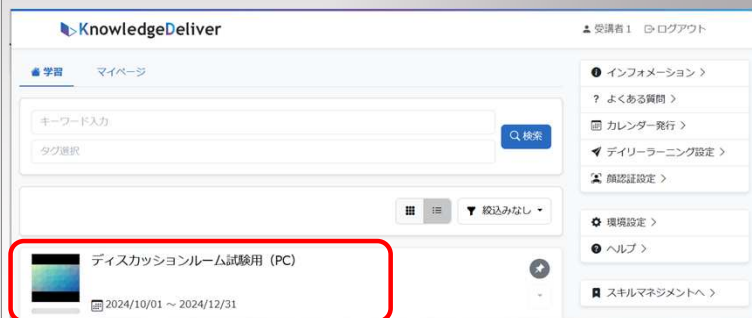 KnowledgeDeliver
受講者1 ログアウト
学習 マイページ
キーワード入力
検索
タグ選択
絞込みなし
ディスカッションルーム試験用（PC）
2024/10/01 ～ 2024/12/31
インフォメーション
? よくある質問
カレンダー発行
デイリーラーニング設定
顔認証設定
環境設定
ヘルプ
スキルマネジメントへ